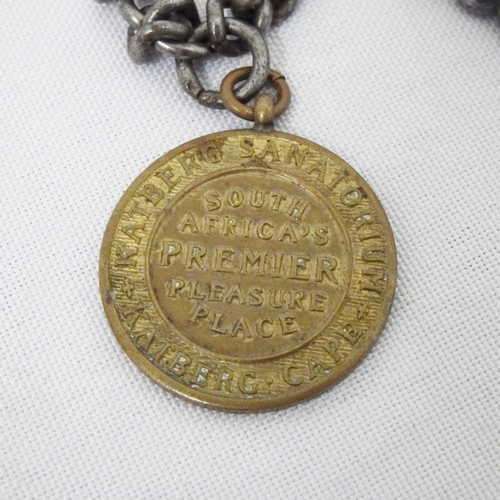 KATBERG SANATORIUM
KATBERG. CAPE
SOUTH
AFRICA'S
PREMIER
PLEASURE
PLACE